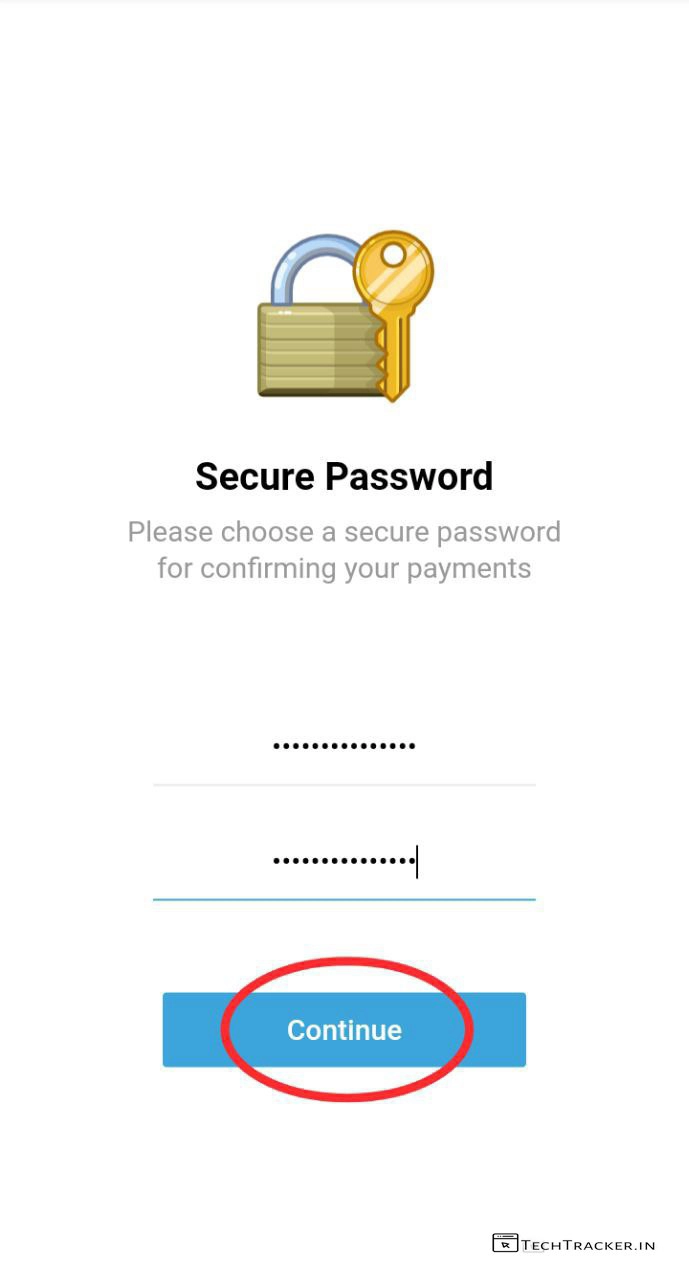 Secure Password
Please choose a secure password
for confirming your payments
•••••••••••••••
•••••••••••••••
Continue
TECHTRACKER.IN